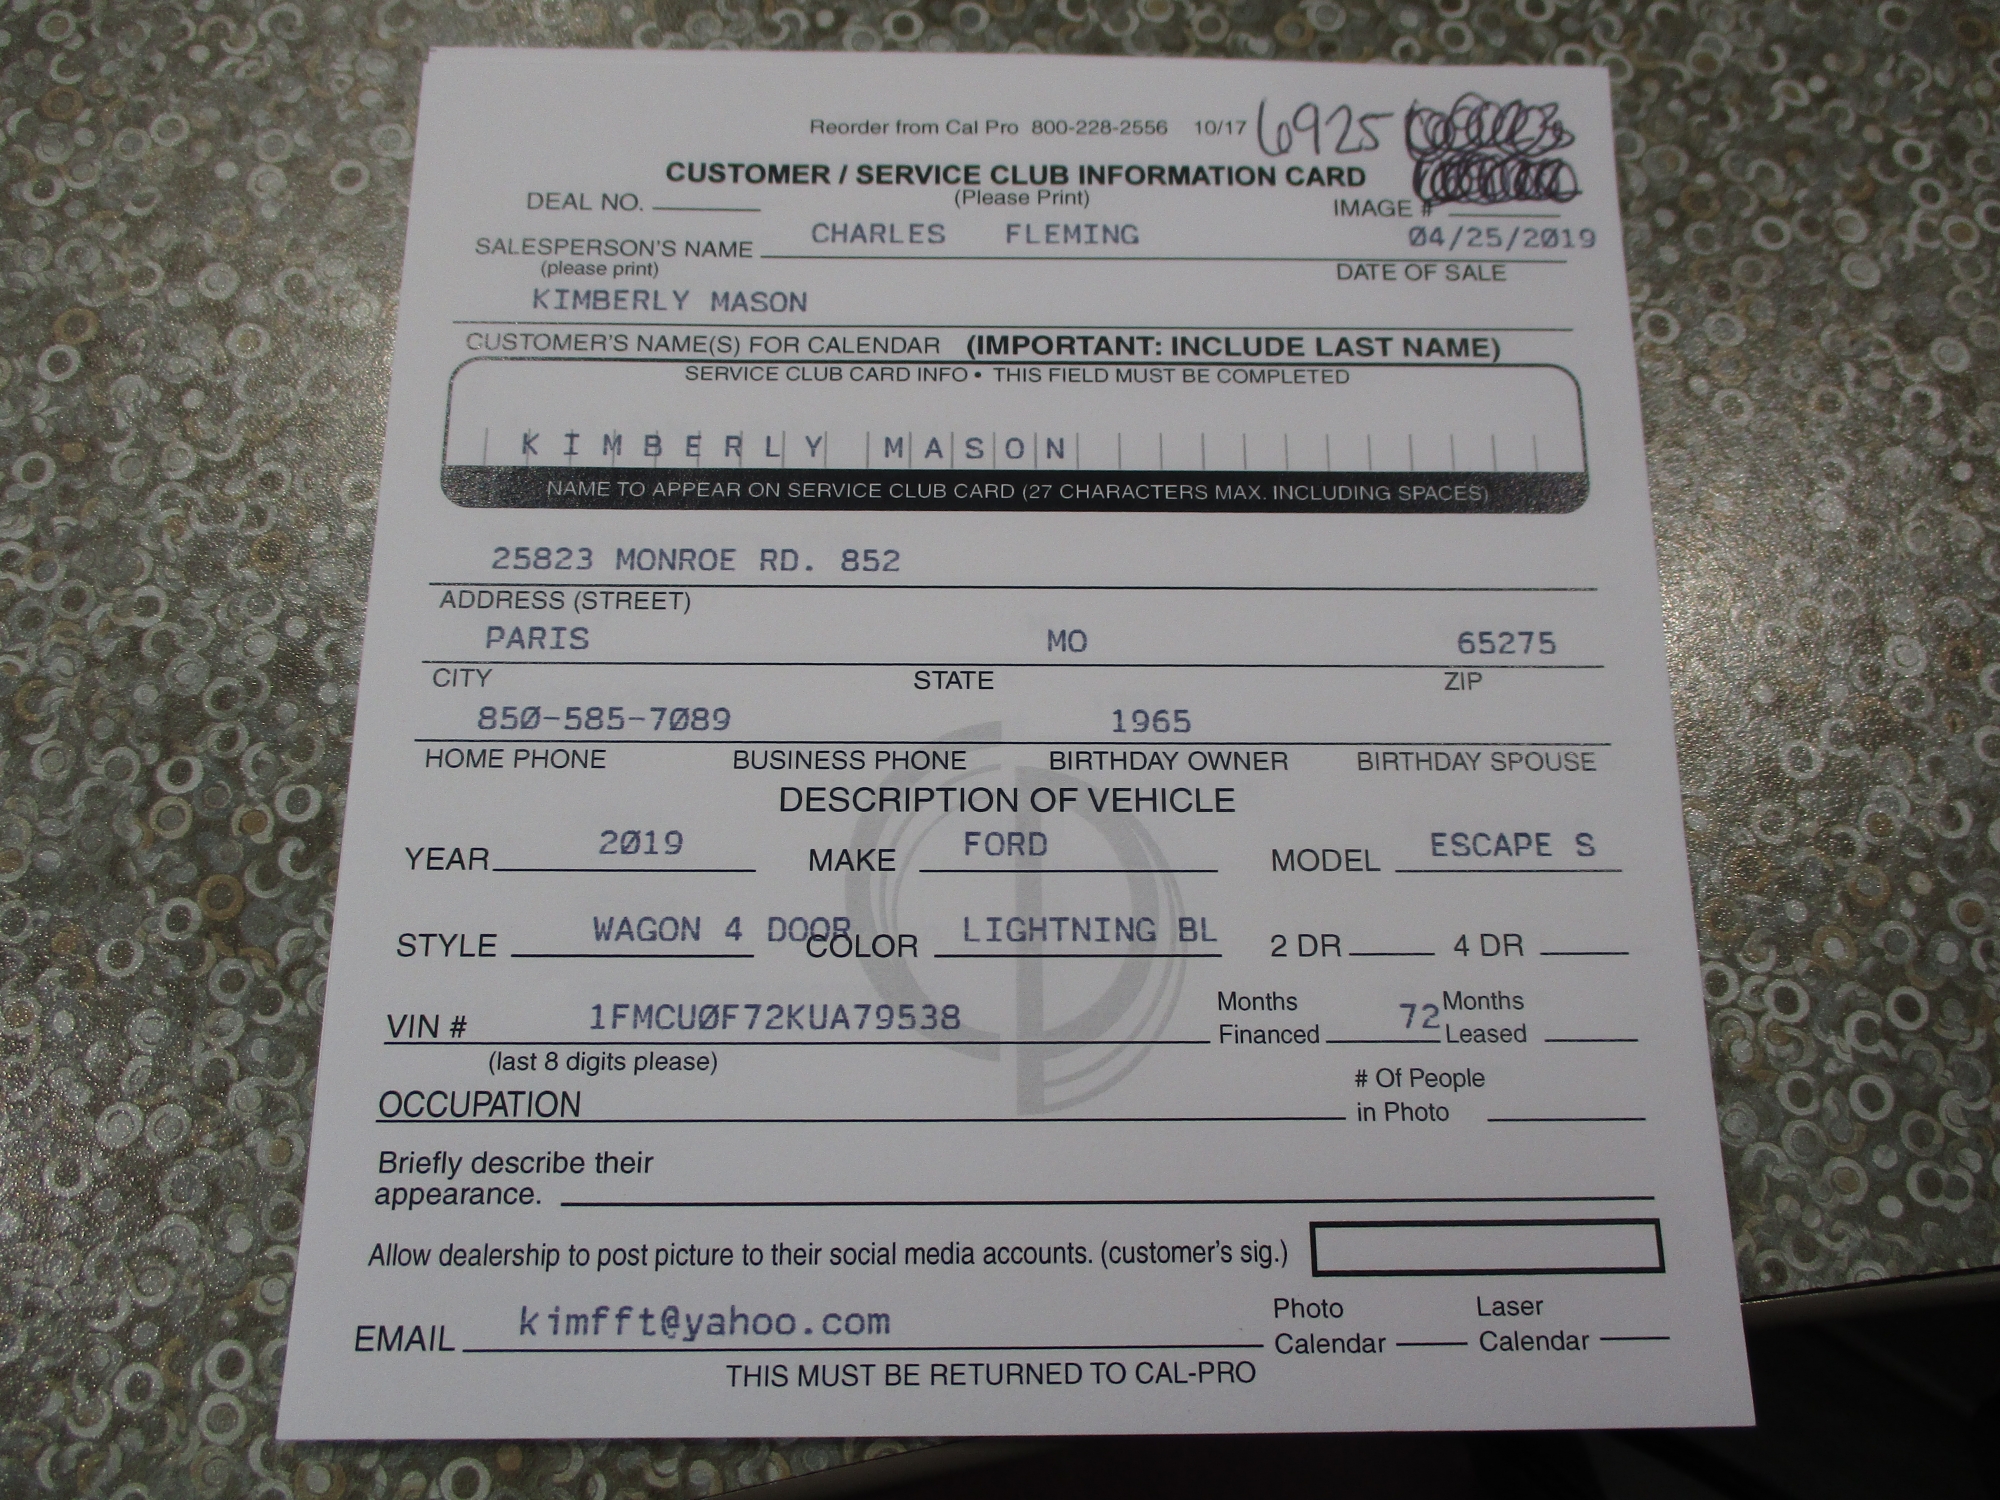 Reorder from Cal Pro 800-228-2556 10/17 6925
CUSTOMER / SERVICE CLUB INFORMATION CARD
DEAL NO. (Please Print) IMAGE #
SALESPERSON'S NAME CHARLES FLEMING 04/25/2019
(please print) DATE OF SALE
KIMBERLY MASON
CUSTOMER'S NAME(S) FOR CALENDAR (IMPORTANT: INCLUDE LAST NAME)
SERVICE CLUB CARD INFO • THIS FIELD MUST BE COMPLETED
KIMBERLY MASON
NAME TO APPEAR ON SERVICE CLUB CARD (27 CHARACTERS MAX. INCLUDING SPACES)
25823 MONROE RD. 852
ADDRESS (STREET)
PARIS MO 65275
CITY STATE ZIP
850-585-7089 1965
HOME PHONE BUSINESS PHONE BIRTHDAY OWNER BIRTHDAY SPOUSE
DESCRIPTION OF VEHICLE
YEAR 2019 MAKE FORD MODEL ESCAPE S
STYLE WAGON 4 DOOR COLOR LIGHTNING BL 2 DR 4 DR
VIN # 1FMCU0F72KUA79538 Months Financed 72 Months Leased
(last 8 digits please)
OCCUPATION # Of People in Photo
Briefly describe their
appearance.
Allow dealership to post picture to their social media accounts. (customer's sig.)
EMAIL kimfft@yahoo.com Photo Calendar Laser Calendar
THIS MUST BE RETURNED TO CAL-PRO